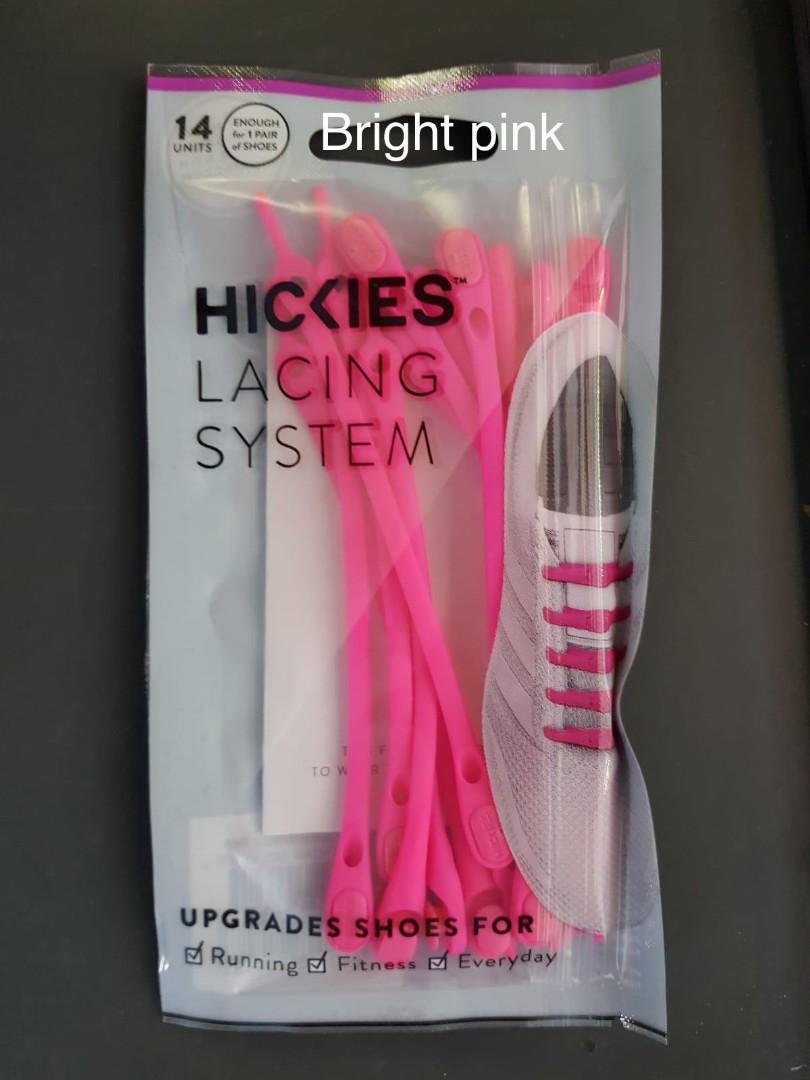 Bright pink
14
UNITS
ENOUGH
for 1 PAIR
of SHOES
HICKIES™
LACING
SYSTEM
UPGRADES SHOES FOR
☑ Running ☑ Fitness ☑ Everyday